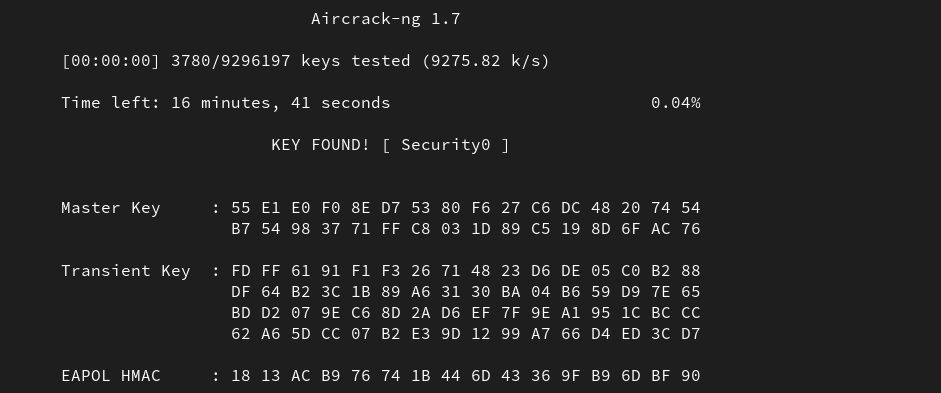 Aircrack-ng 1.7
[00:00:00] 3780/9296197 keys tested (9275.82 k/s)
Time left: 16 minutes, 41 seconds 0.04%
KEY FOUND! [ Security0 ]
Master Key : 55 E1 E0 F0 8E D7 53 80 F6 27 C6 DC 48 20 74 54
B7 54 98 37 71 FF C8 03 1D 89 C5 19 8D 6F AC 76
Transient Key : FD FF 61 91 F1 F3 26 71 48 23 D6 DE 05 C0 B2 88
DF 64 B2 3C 1B 89 A6 31 30 BA 04 B6 59 D9 7E 65
BD D2 07 9E C6 8D 2A D6 EF 7F 9E A1 95 1C BC CC
62 A6 5D CC 07 B2 E3 9D 12 99 A7 66 D4 ED 3C D7
EAPOL HMAC : 18 13 AC B9 76 74 1B 44 6D 43 36 9F B9 6D BF 90